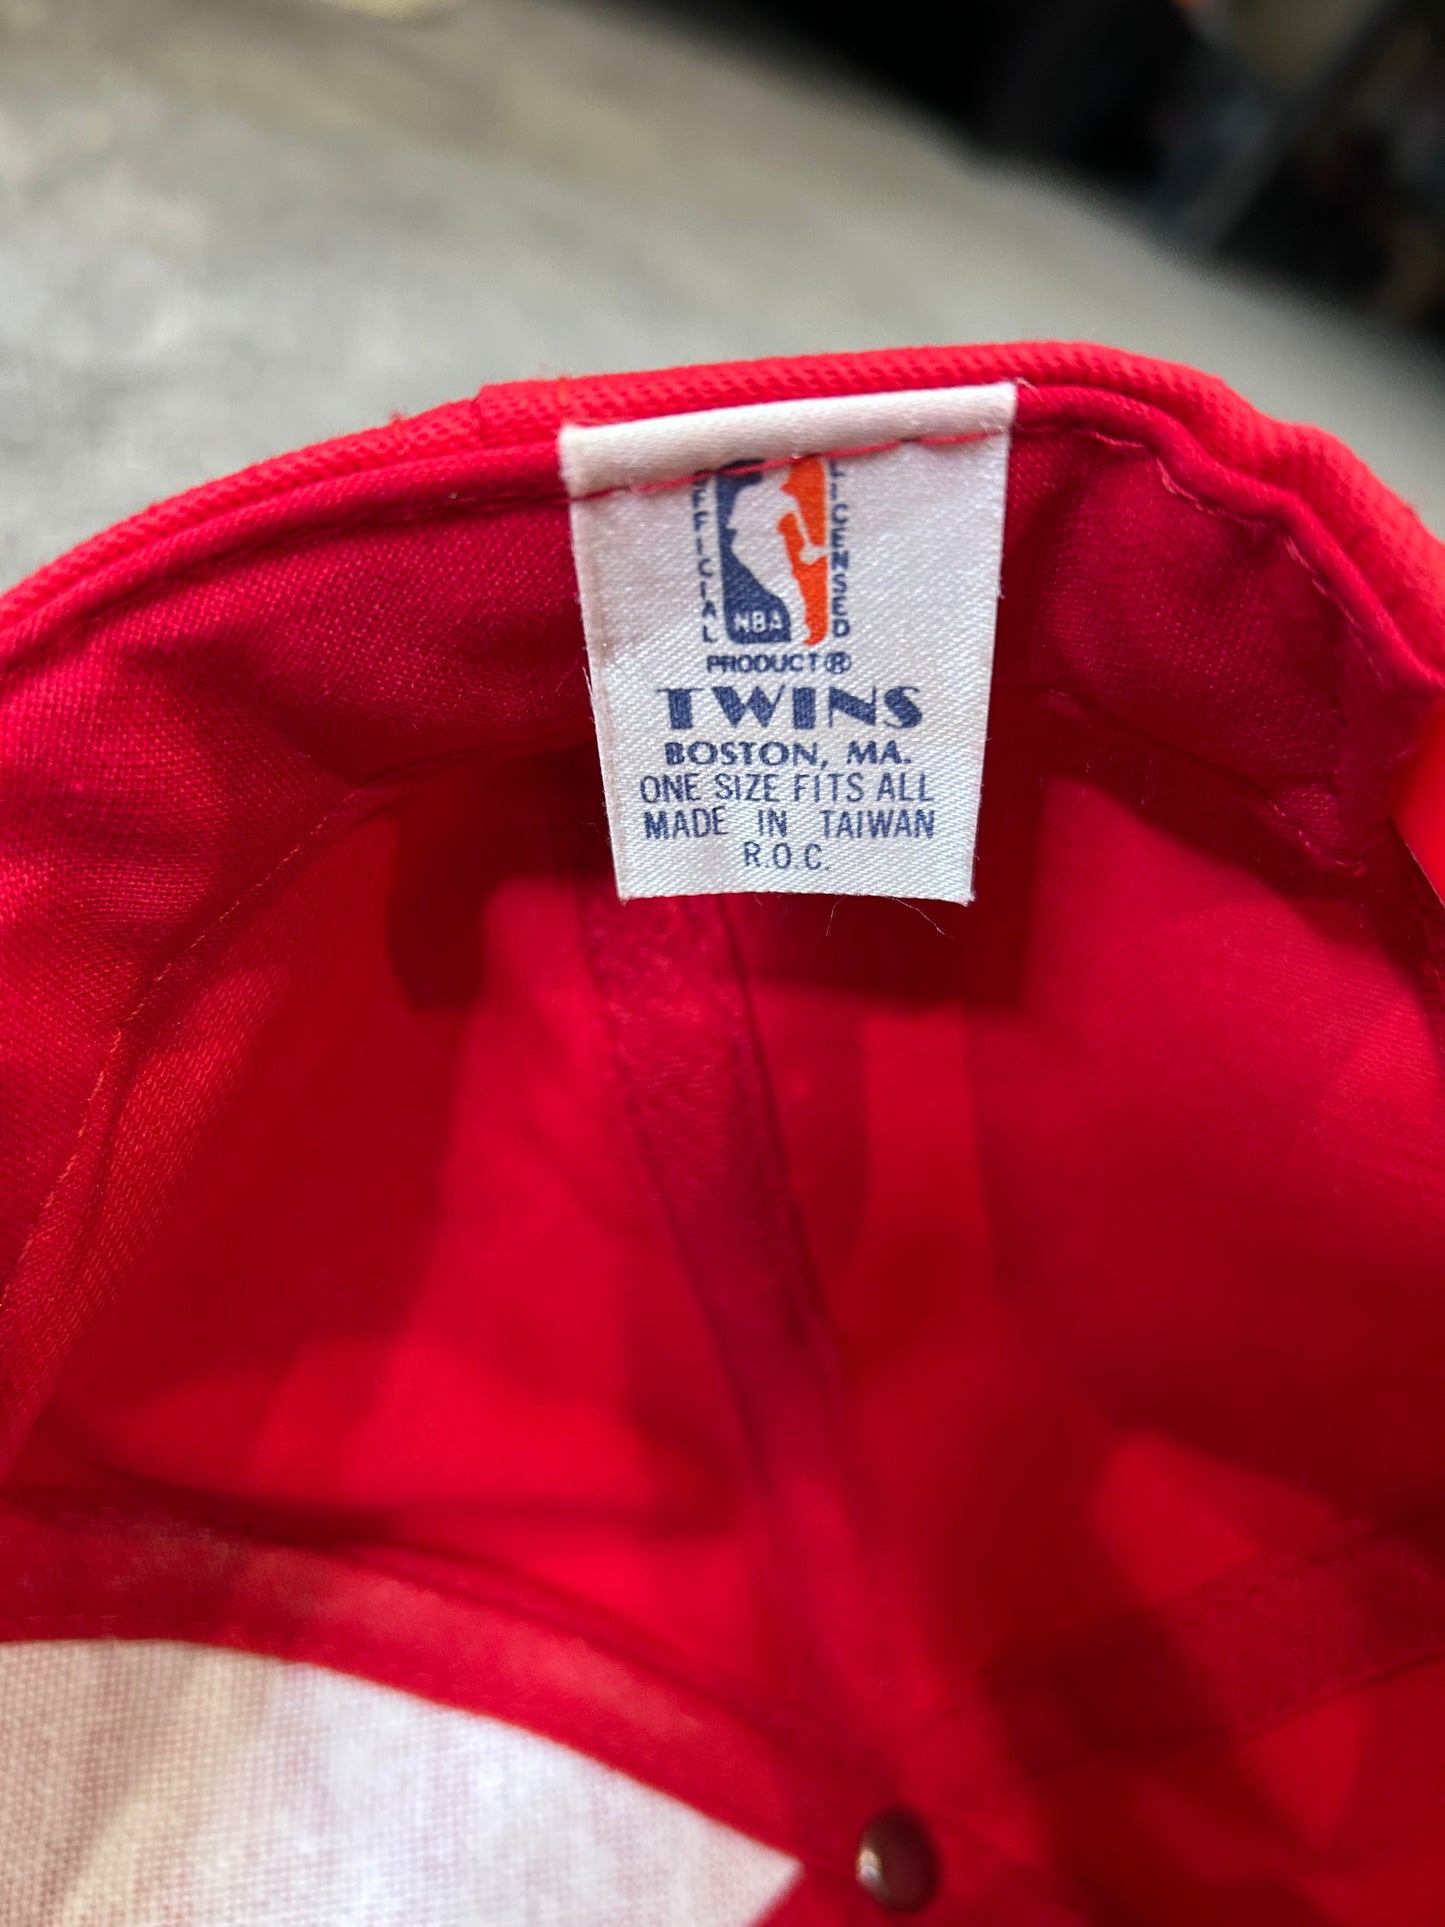 OFFICIAL
LICENSED
NBA
PRODUCT®
TWINS
BOSTON, MA.
ONE SIZE FITS ALL
MADE IN TAIWAN
R.O.C.